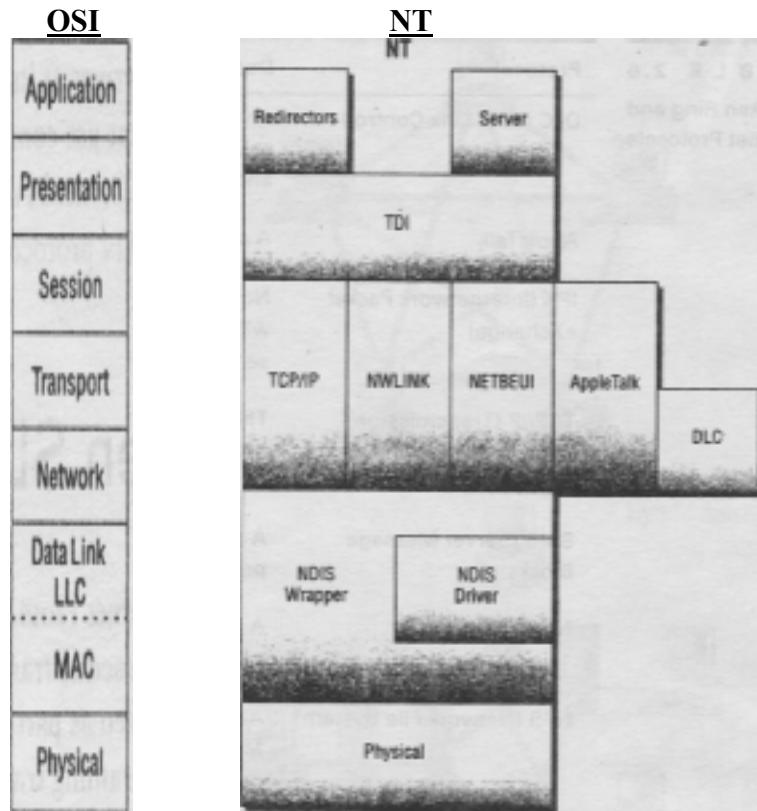 OSI
NT
Application
Presentation
Session
Transport
Network
Data Link
LLC
MAC
Physical
NT
Redirectors
Server
TDI
TCP/IP
NWLINK
NETBEUI
AppleTalk
DLC
NDIS
Wrapper
NDIS
Driver
Physical